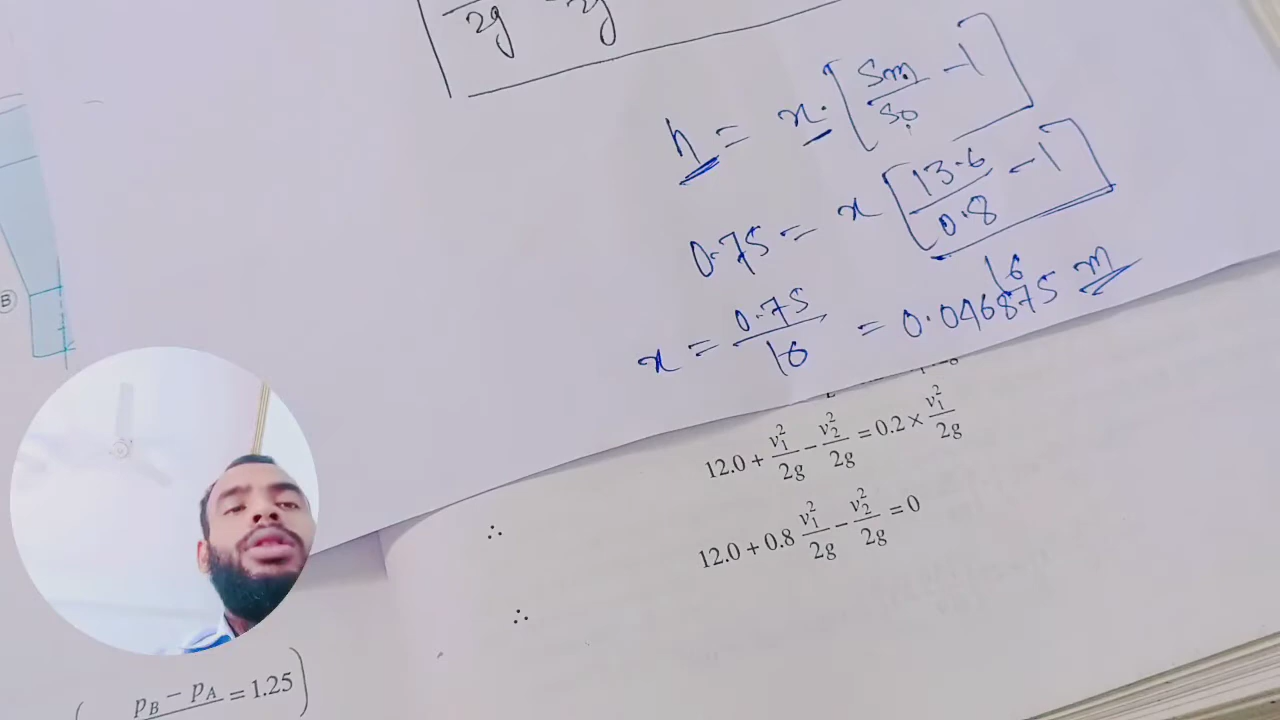 2g 2g
h = x·[Sm/So − 1]
0.75 = x [13.6/0.8 − 1]
16
x = 0.75/16 = 0.046875 m
12.0 + v₁²/2g − v₂²/2g = 0.2 × v₁²/2g
∴
12.0 + 0.8 v₁²/2g − v₂²/2g = 0
∴
B
( pB − pA = 1.25 )